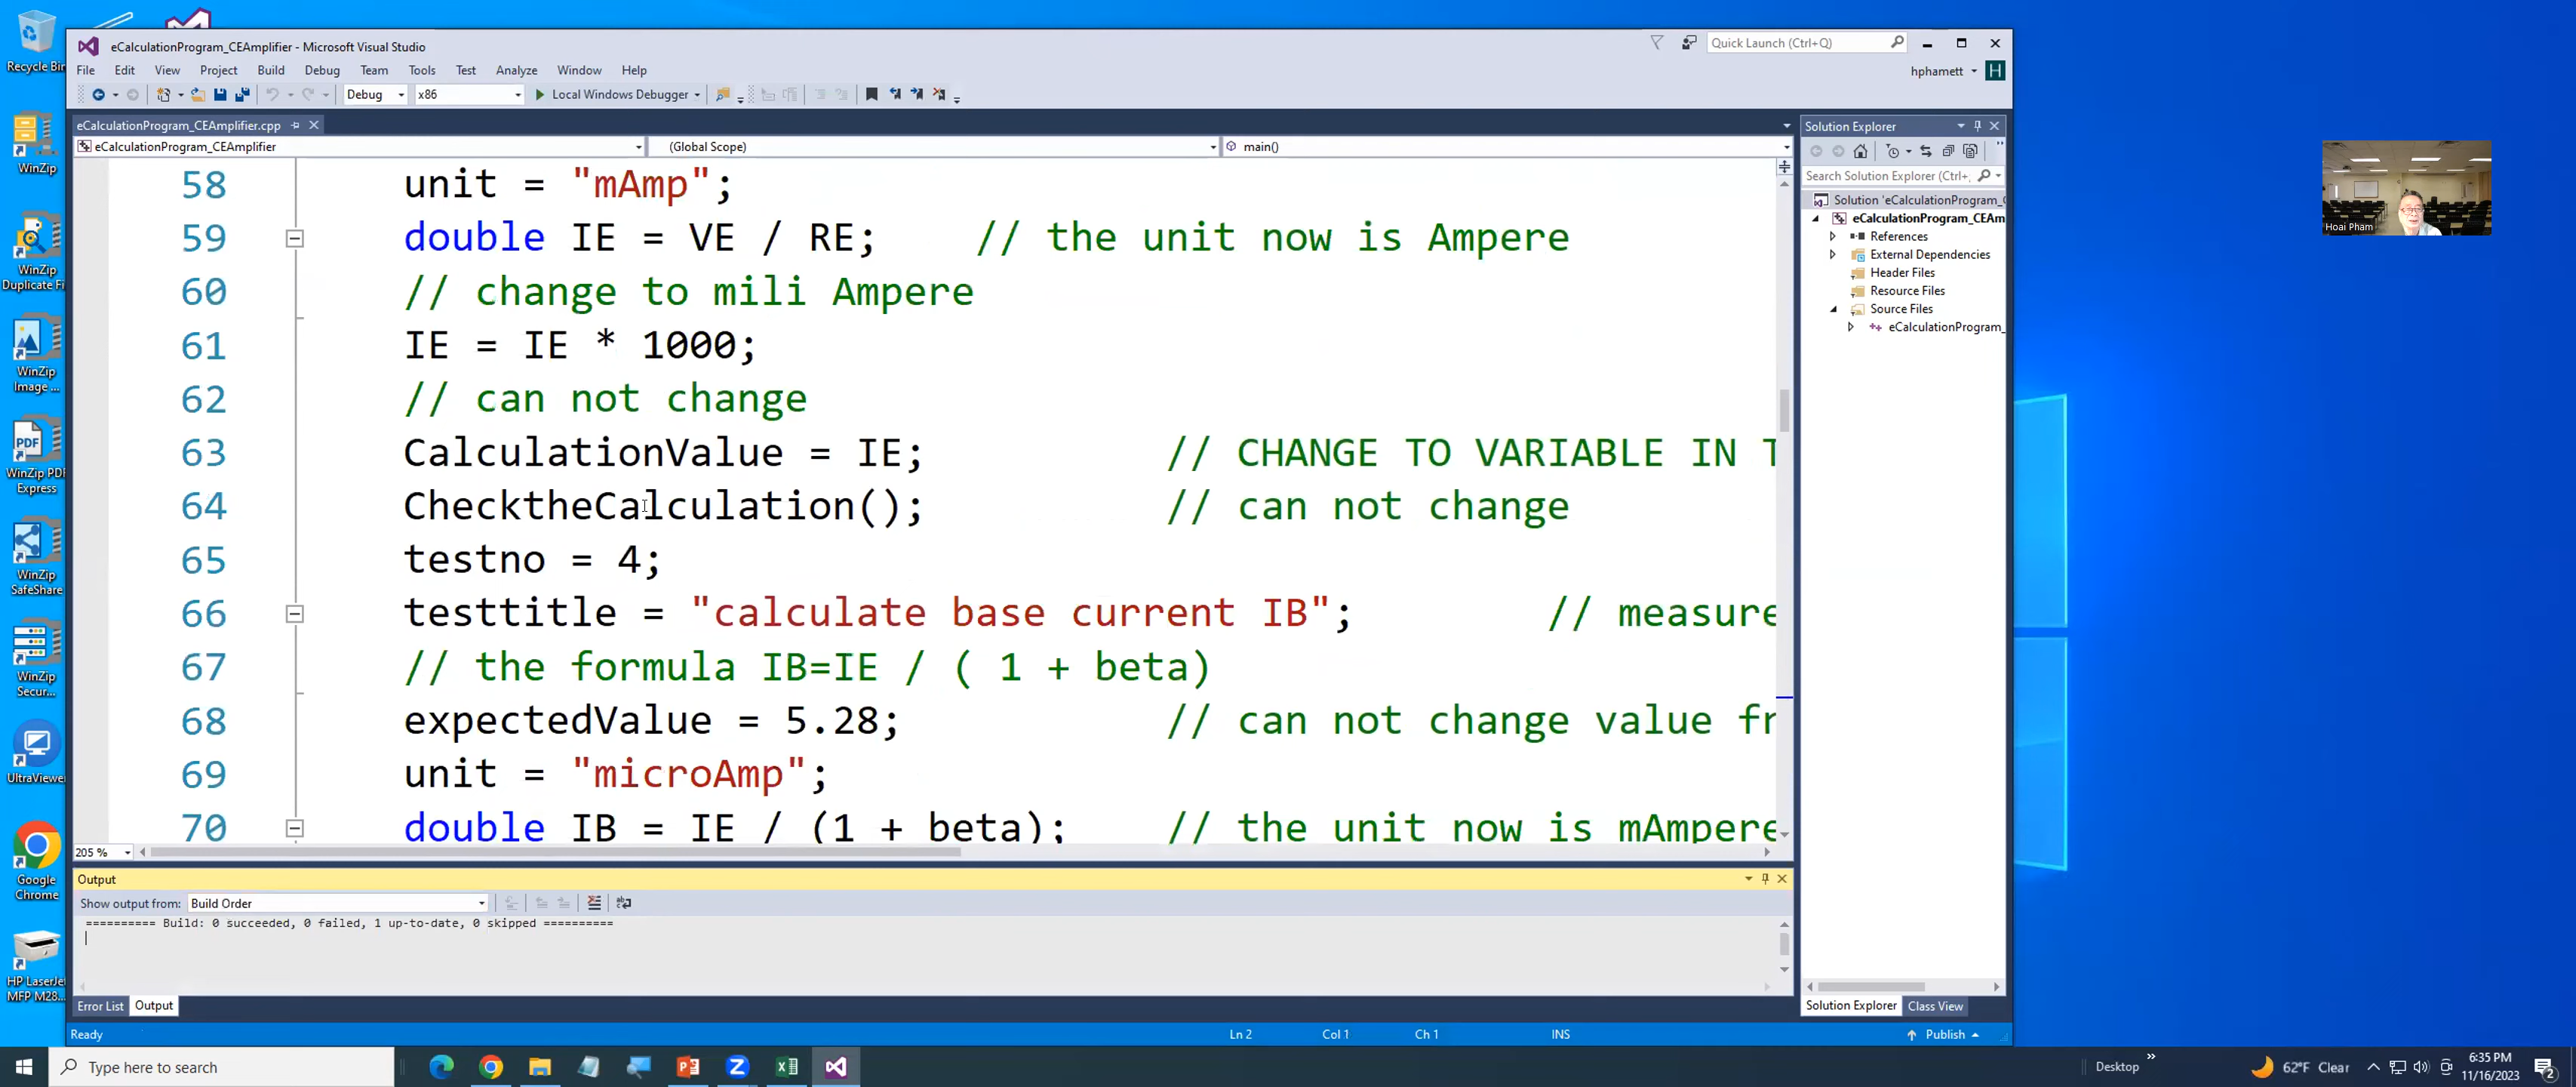 Recycle Bin
WinZip
WinZip
Duplicate Fi
WinZip
Image ...
PDF
WinZip PDF
Express
WinZip
SafeShare
WinZip
Secur...
UltraViewer
Google
Chrome
HP LaserJet
MFP M28...
eCalculationProgram_CEAmplifier - Microsoft Visual Studio
Quick Launch (Ctrl+Q)
File Edit View Project Build Debug Team Tools Test Analyze Window Help
hphamett H
Debug x86 Local Windows Debugger
eCalculationProgram_CEAmplifier.cpp
eCalculationProgram_CEAmplifier (Global Scope) main()
58 unit = "mAmp";
59 double IE = VE / RE; // the unit now is Ampere
60 // change to mili Ampere
61 IE = IE * 1000;
62 // can not change
63 CalculationValue = IE; // CHANGE TO VARIABLE IN T
64 ChecktheCalculation(); // can not change
65 testno = 4;
66 testtitle = "calculate base current IB"; // measure
67 // the formula IB=IE / ( 1 + beta)
68 expectedValue = 5.28; // can not change value fr
69 unit = "microAmp";
70 double IB = IE / (1 + beta); // the unit now is mAmpere
205 %
Output
Show output from: Build Order
========== Build: 0 succeeded, 0 failed, 1 up-to-date, 0 skipped ==========
Error List Output
Solution Explorer
Search Solution Explorer (Ctrl+;
Solution 'eCalculationProgram_C
eCalculationProgram_CEAm
References
External Dependencies
Header Files
Resource Files
Source Files
eCalculationProgram_
Solution Explorer Class View
Ready Ln 2 Col 1 Ch 1 INS Publish
Hoai Pham
Type here to search
Desktop
62°F Clear
6:35 PM
11/16/2023
2